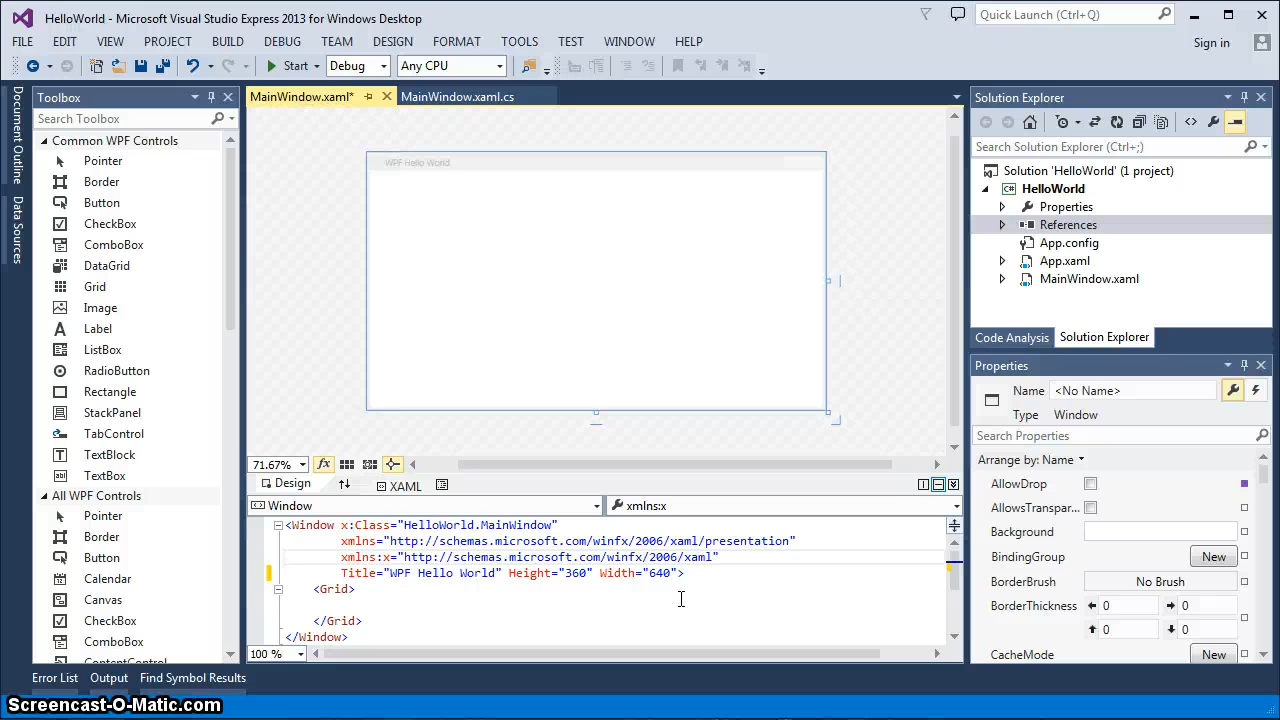 HelloWorld - Microsoft Visual Studio Express 2013 for Windows Desktop
Quick Launch (Ctrl+Q)
FILE EDIT VIEW PROJECT BUILD DEBUG TEAM DESIGN FORMAT TOOLS TEST WINDOW HELP
Sign in
Start Debug Any CPU
Document Outline
Data Sources
Toolbox
Search Toolbox
Common WPF Controls
Pointer
Border
Button
CheckBox
ComboBox
DataGrid
Grid
Image
Label
ListBox
RadioButton
Rectangle
StackPanel
TabControl
TextBlock
TextBox
All WPF Controls
Pointer
Border
Button
Calendar
Canvas
CheckBox
ComboBox
ContentControl
MainWindow.xaml* MainWindow.xaml.cs
WPF Hello World
71.67%
Design XAML
Window xmlns:x
<Window x:Class="HelloWorld.MainWindow"
xmlns="http://schemas.microsoft.com/winfx/2006/xaml/presentation"
xmlns:x="http://schemas.microsoft.com/winfx/2006/xaml"
Title="WPF Hello World" Height="360" Width="640">
<Grid>
</Grid>
</Window>
100 %
Solution Explorer
Search Solution Explorer (Ctrl+;)
Solution 'HelloWorld' (1 project)
C# HelloWorld
Properties
References
App.config
App.xaml
MainWindow.xaml
Code Analysis Solution Explorer
Properties
Name <No Name>
Type Window
Search Properties
Arrange by: Name
AllowDrop
AllowsTranspar...
Background
BindingGroup New
BorderBrush No Brush
BorderThickness 0 0
0 0
CacheMode New
Error List Output Find Symbol Results
Screencast-O-Matic.com